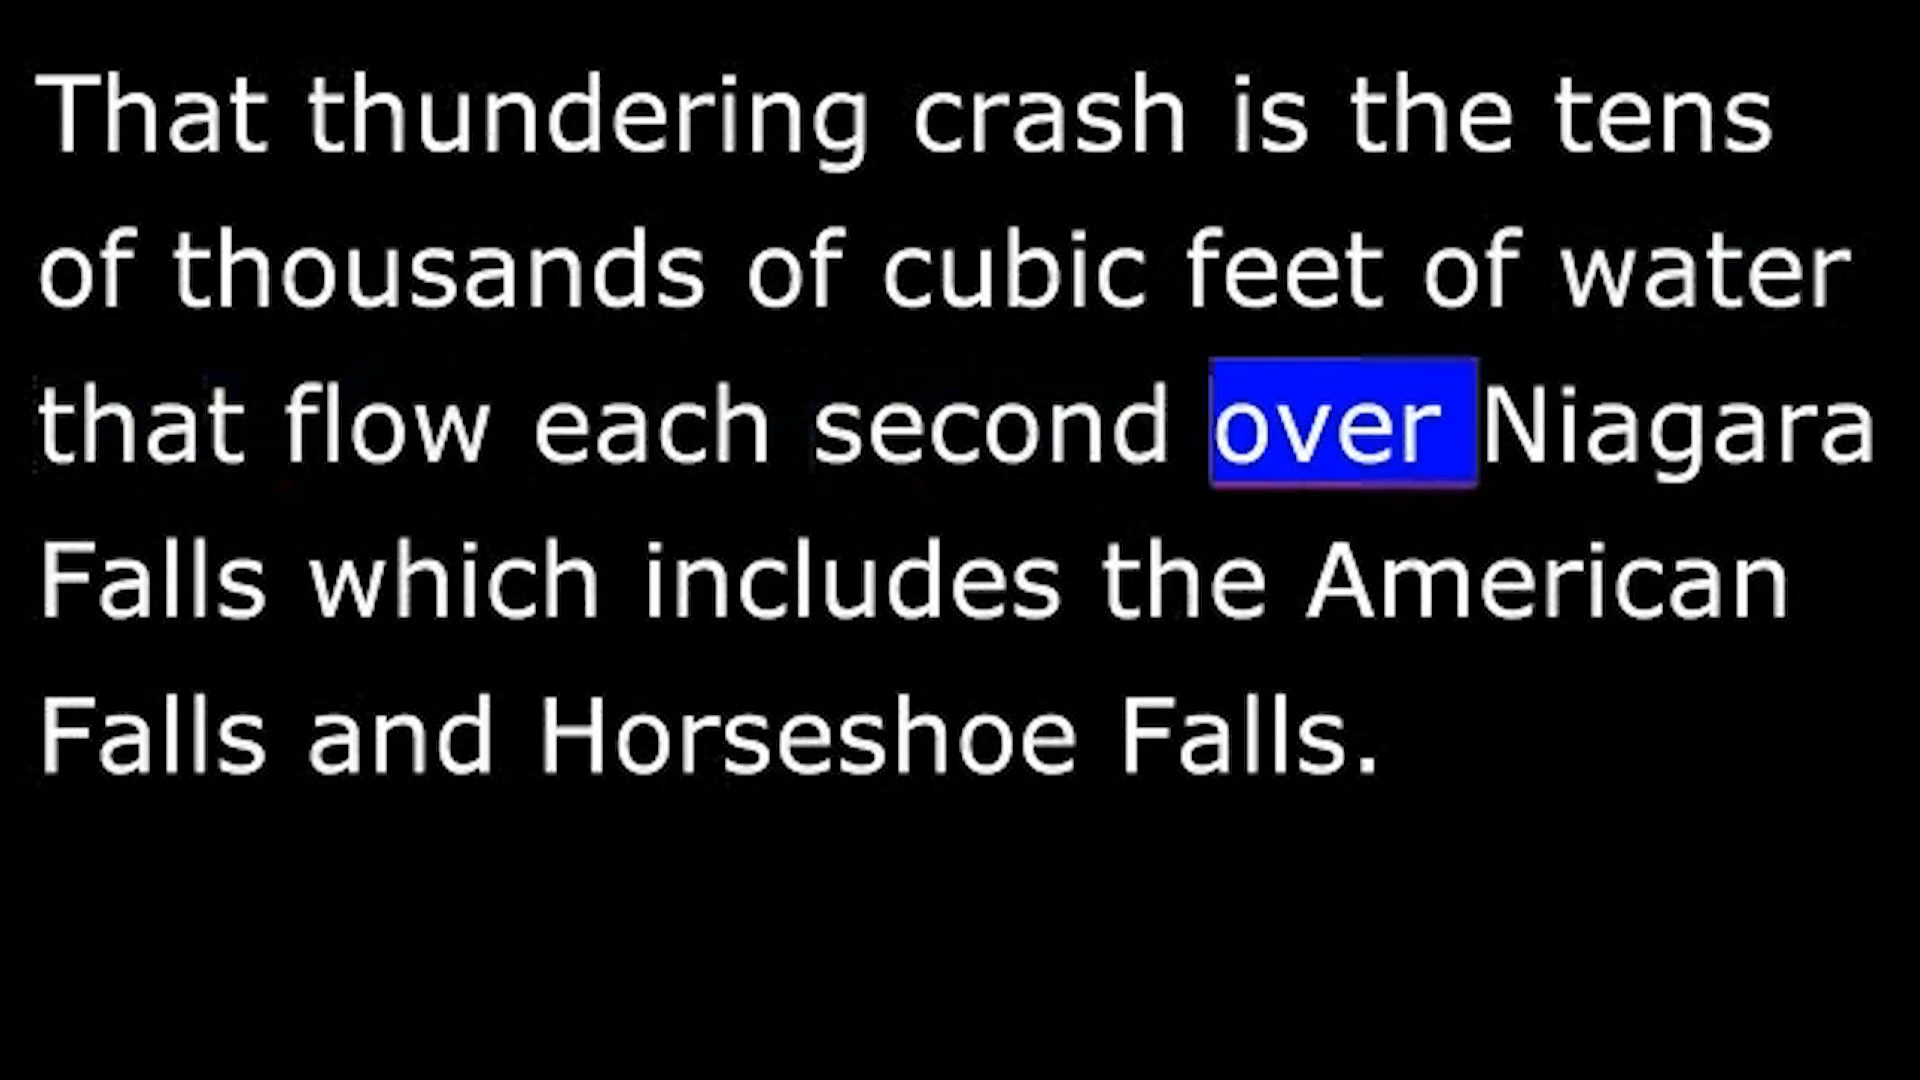 That thundering crash is the tens
of thousands of cubic feet of water
that flow each second over Niagara
Falls which includes the American
Falls and Horseshoe Falls.